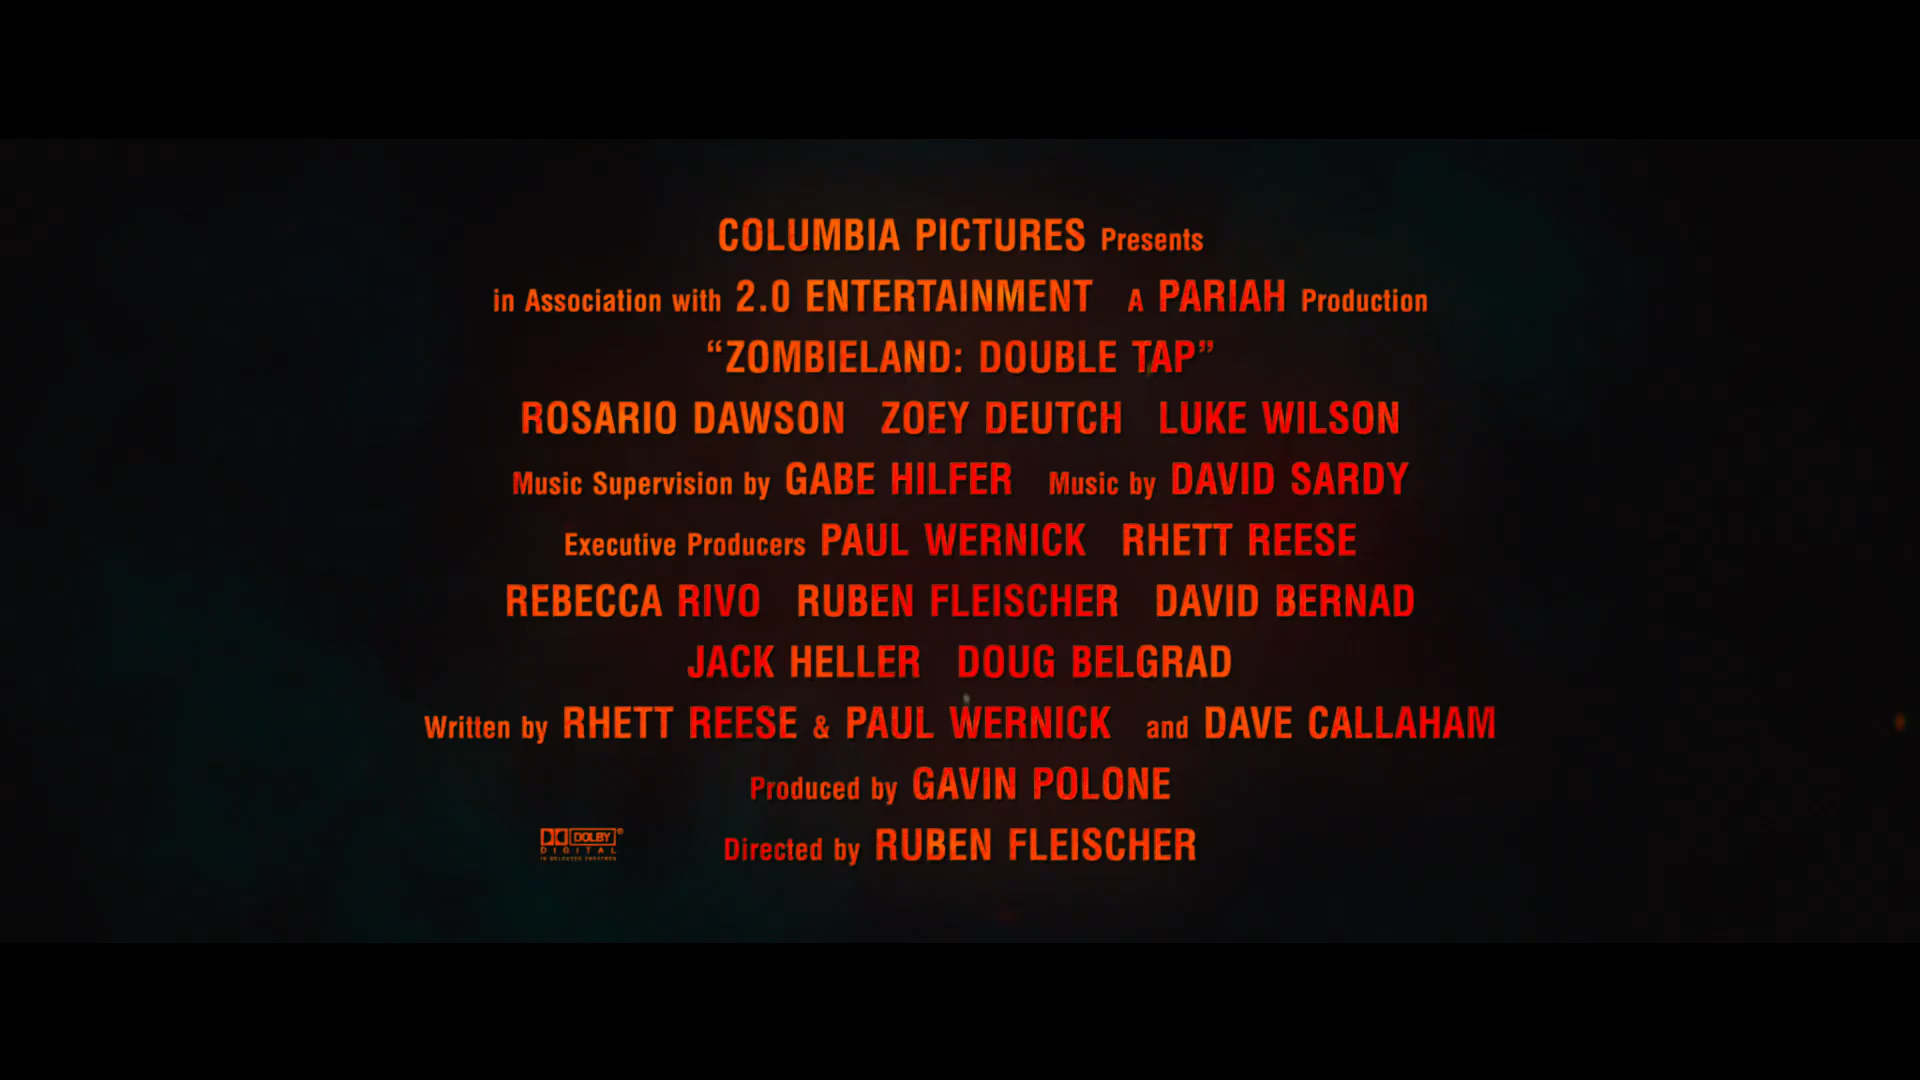 COLUMBIA PICTURES Presents
in Association with 2.0 ENTERTAINMENT A PARIAH Production
“ZOMBIELAND: DOUBLE TAP”
ROSARIO DAWSON ZOEY DEUTCH LUKE WILSON
Music Supervision by GABE HILFER Music by DAVID SARDY
Executive Producers PAUL WERNICK RHETT REESE
REBECCA RIVO RUBEN FLEISCHER DAVID BERNAD
JACK HELLER DOUG BELGRAD
Written by RHETT REESE & PAUL WERNICK and DAVE CALLAHAM
Produced by GAVIN POLONE
Directed by RUBEN FLEISCHER
DOLBY®
DIGITAL
IN SELECTED THEATRES